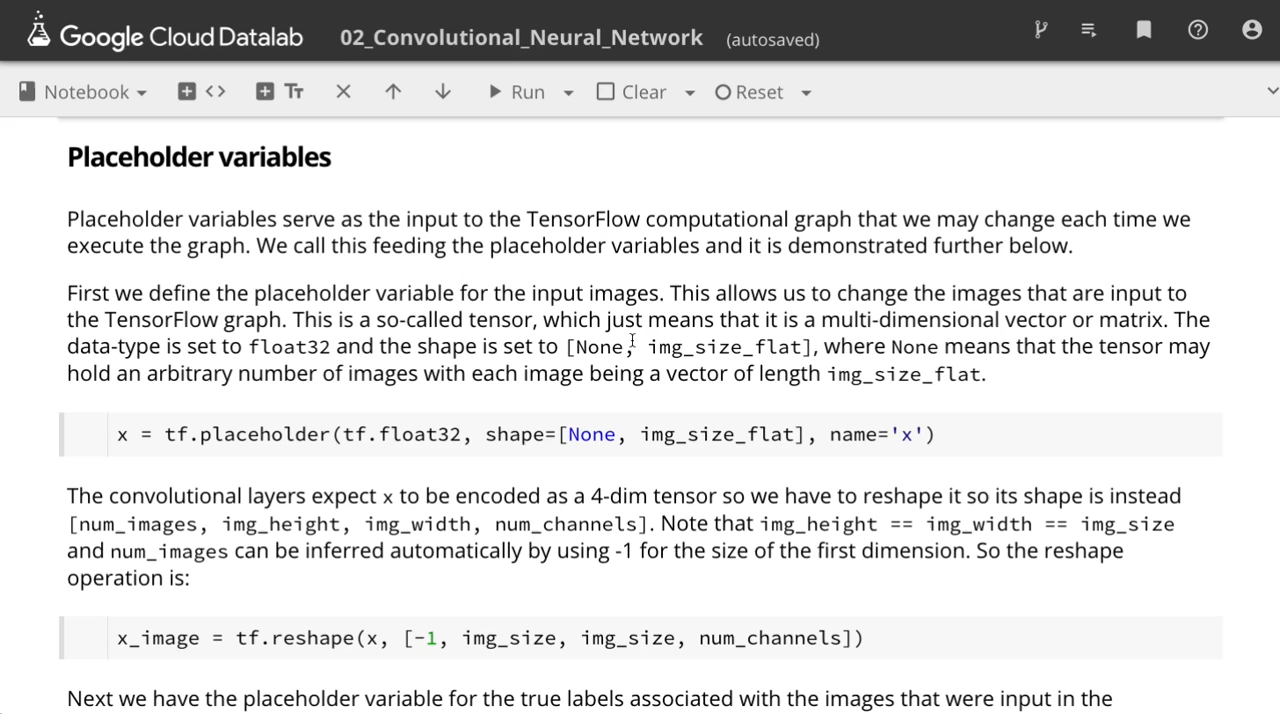 Google Cloud Datalab 02_Convolutional_Neural_Network (autosaved)
Notebook <> Tт Run Clear Reset
Placeholder variables
Placeholder variables serve as the input to the TensorFlow computational graph that we may change each time we
execute the graph. We call this feeding the placeholder variables and it is demonstrated further below.
First we define the placeholder variable for the input images. This allows us to change the images that are input to
the TensorFlow graph. This is a so-called tensor, which just means that it is a multi-dimensional vector or matrix. The
data-type is set to float32 and the shape is set to [None, img_size_flat], where None means that the tensor may
hold an arbitrary number of images with each image being a vector of length img_size_flat.
x = tf.placeholder(tf.float32, shape=[None, img_size_flat], name='x')
The convolutional layers expect x to be encoded as a 4-dim tensor so we have to reshape it so its shape is instead
[num_images, img_height, img_width, num_channels]. Note that img_height == img_width == img_size
and num_images can be inferred automatically by using -1 for the size of the first dimension. So the reshape
operation is:
x_image = tf.reshape(x, [-1, img_size, img_size, num_channels])
Next we have the placeholder variable for the true labels associated with the images that were input in the